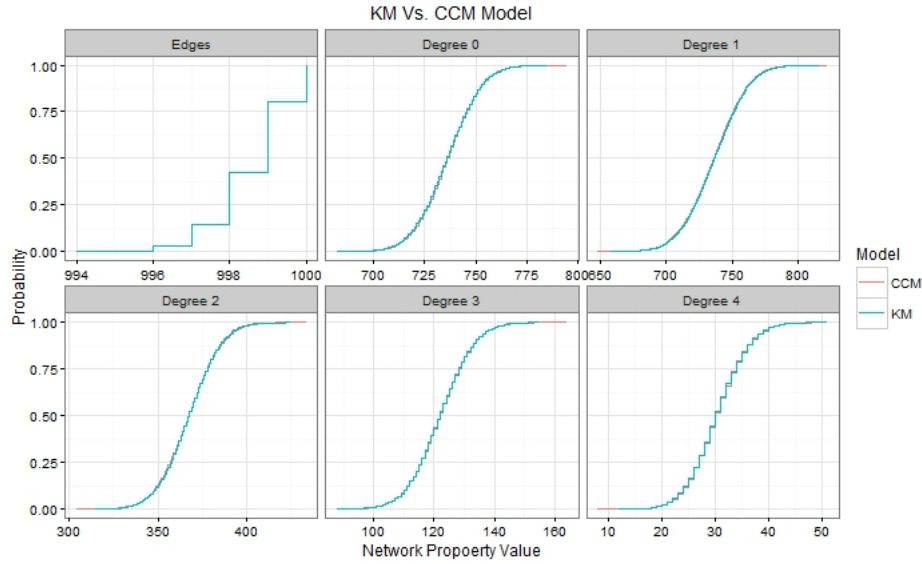 KM Vs. CCM Model
Edges Degree 0 Degree 1
1.00
0.75
0.50
0.25
0.00
994 996 998 1000 700 725 750 775 800 650 700 750 800
Degree 2 Degree 3 Degree 4
1.00
0.75
0.50
0.25
0.00
300 350 400 100 120 140 160 10 20 30 40 50
Probability
Network Propoerty Value
Model
CCM
KM